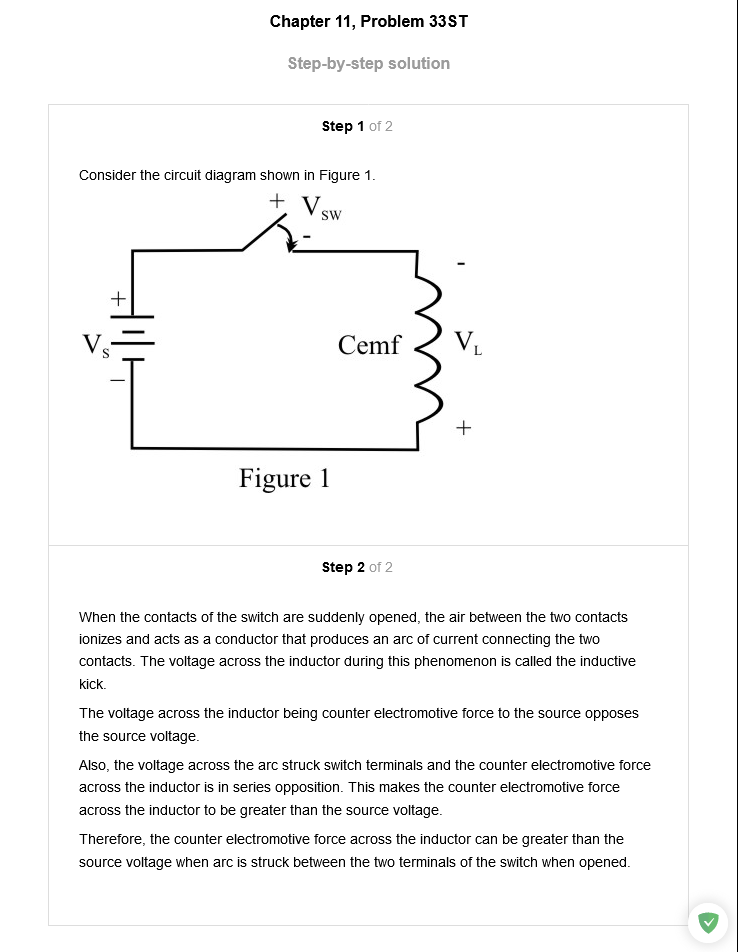 Chapter 11, Problem 33ST
Step-by-step solution
Step 1 of 2
Consider the circuit diagram shown in Figure 1.
+ VSW
-
-
+
VS
Cemf
VL
–
+
Figure 1
Step 2 of 2
When the contacts of the switch are suddenly opened, the air between the two contacts
ionizes and acts as a conductor that produces an arc of current connecting the two
contacts. The voltage across the inductor during this phenomenon is called the inductive
kick.
The voltage across the inductor being counter electromotive force to the source opposes
the source voltage.
Also, the voltage across the arc struck switch terminals and the counter electromotive force
across the inductor is in series opposition. This makes the counter electromotive force
across the inductor to be greater than the source voltage.
Therefore, the counter electromotive force across the inductor can be greater than the
source voltage when arc is struck between the two terminals of the switch when opened.